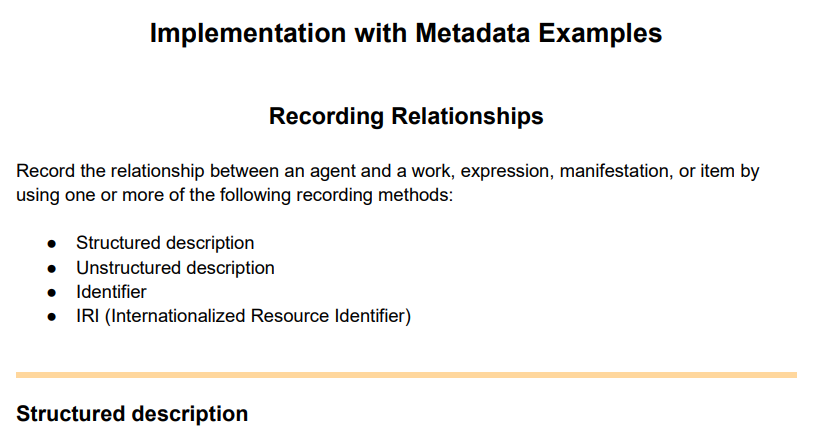 Implementation with Metadata Examples
Recording Relationships
Record the relationship between an agent and a work, expression, manifestation, or item by
using one or more of the following recording methods:
● Structured description
● Unstructured description
● Identifier
● IRI (Internationalized Resource Identifier)
Structured description